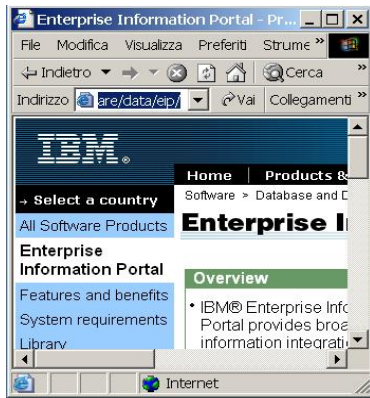 Enterprise Information Portal - Pr...
File Modifica Visualizza Preferiti Strume »
Indietro Cerca »
Indirizzo are/data/eip/ Vai Collegamenti »
IBM®
Home | Products &
→ Select a country
Software > Database and D
All Software Products
Enterprise I
Enterprise
Information Portal
Overview
Features and benefits
• IBM® Enterprise Info
System requirements
Portal provides broa
Library
information integrati
Internet